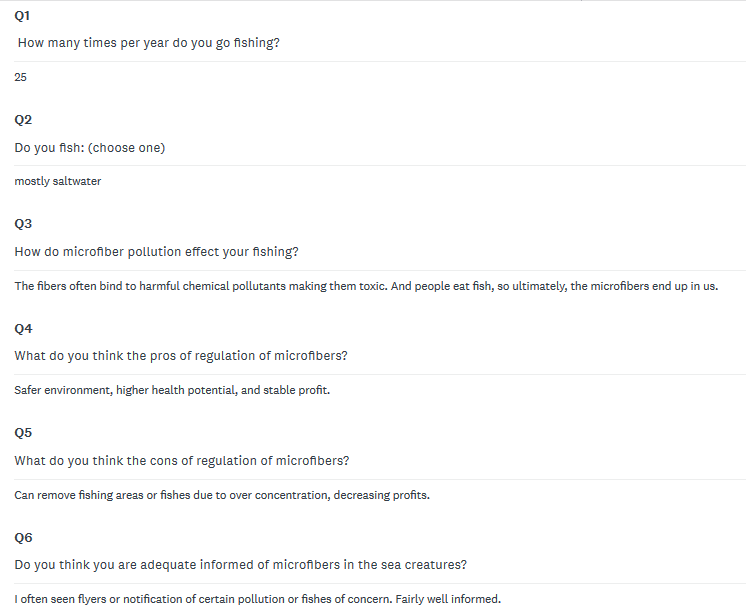 Q1
How many times per year do you go fishing?
25
Q2
Do you fish: (choose one)
mostly saltwater
Q3
How do microfiber pollution effect your fishing?
The fibers often bind to harmful chemical pollutants making them toxic. And people eat fish, so ultimately, the microfibers end up in us.
Q4
What do you think the pros of regulation of microfibers?
Safer environment, higher health potential, and stable profit.
Q5
What do you think the cons of regulation of microfibers?
Can remove fishing areas or fishes due to over concentration, decreasing profits.
Q6
Do you think you are adequate informed of microfibers in the sea creatures?
I often seen flyers or notification of certain pollution or fishes of concern. Fairly well informed.